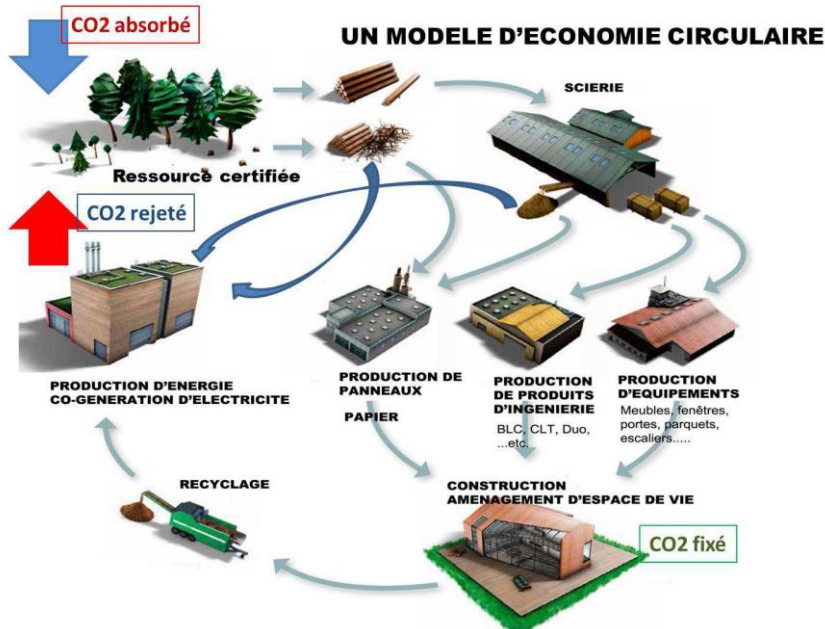 CO2 absorbé
UN MODELE D'ECONOMIE CIRCULAIRE
SCIERIE
Ressource certifiée
CO2 rejeté
PRODUCTION D'ENERGIE
CO-GENERATION D'ELECTRICITE
PRODUCTION DE
PANNEAUX
PAPIER
PRODUCTION
DE PRODUITS
D'INGENIERIE
BLC, CLT, Duo,
...etc.
PRODUCTION
D'EQUIPEMENTS
Meubles, fenêtres,
portes, parquets,
escaliers.....
RECYCLAGE
CONSTRUCTION
AMENAGEMENT D'ESPACE DE VIE
CO2 fixé